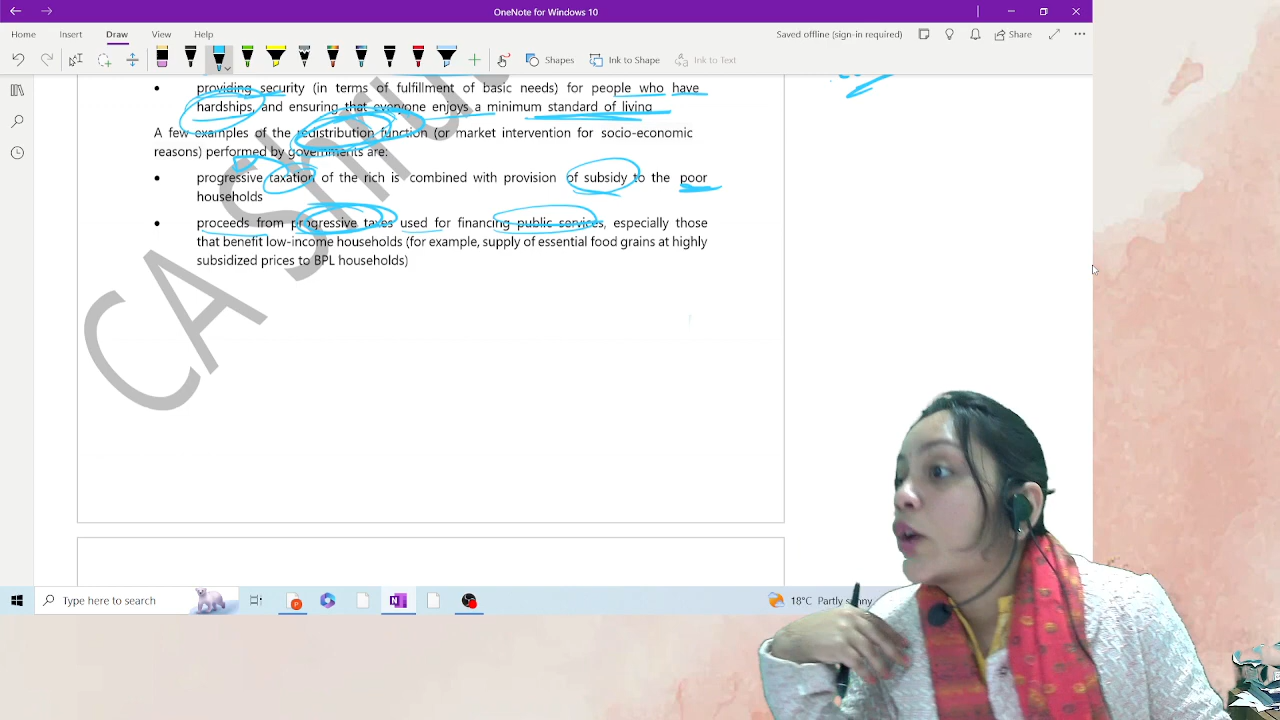 OneNote for Windows 10
Home Insert Draw View Help
Saved offline (sign-in required) Share
Shapes Ink to Shape Ink to Text
• providing security (in terms of fulfillment of basic needs) for people who have
hardships, and ensuring that everyone enjoys a minimum standard of living
A few examples of the redistribution function (or market intervention for socio-economic
reasons) performed by governments are:
• progressive taxation of the rich is combined with provision of subsidy to the poor
households
• proceeds from progressive taxes used for financing public services, especially those
that benefit low-income households (for example, supply of essential food grains at highly
subsidized prices to BPL households)
CA
Type here to search
18°C Partly sunny